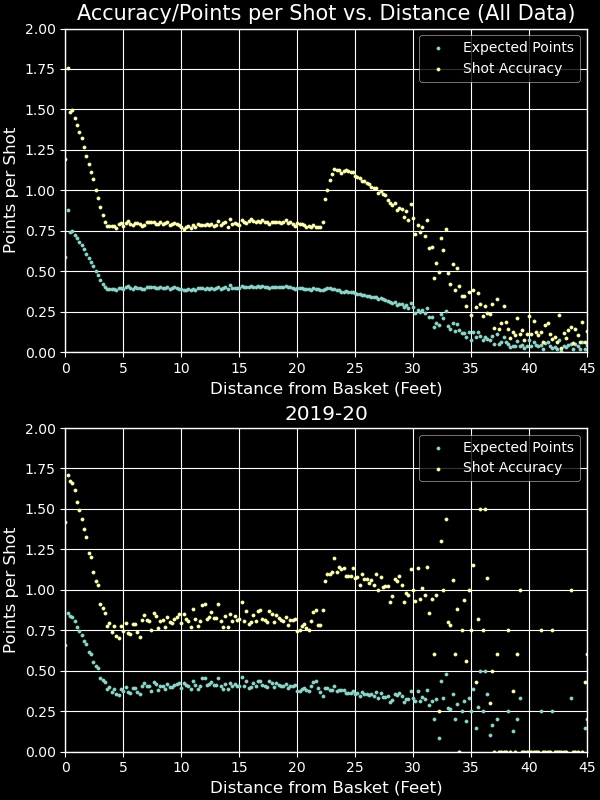 Accuracy/Points per Shot vs. Distance (All Data)
2.00
1.75
1.50
1.25
1.00
0.75
0.50
0.25
0.00
Points per Shot
Expected Points
Shot Accuracy
0 5 10 15 20 25 30 35 40 45
Distance from Basket (Feet)
2019-20
2.00
1.75
1.50
1.25
1.00
0.75
0.50
0.25
0.00
Points per Shot
Expected Points
Shot Accuracy
0 5 10 15 20 25 30 35 40 45
Distance from Basket (Feet)